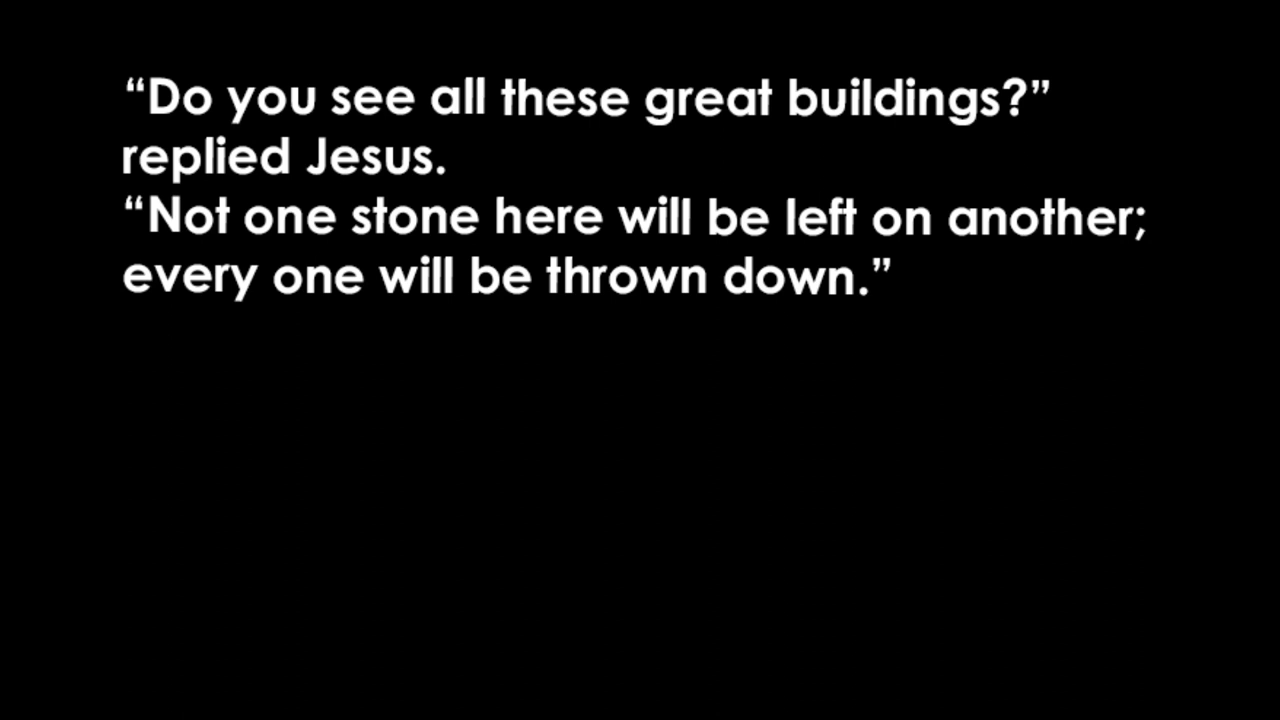 “Do you see all these great buildings?”
replied Jesus.
“Not one stone here will be left on another;
every one will be thrown down.”